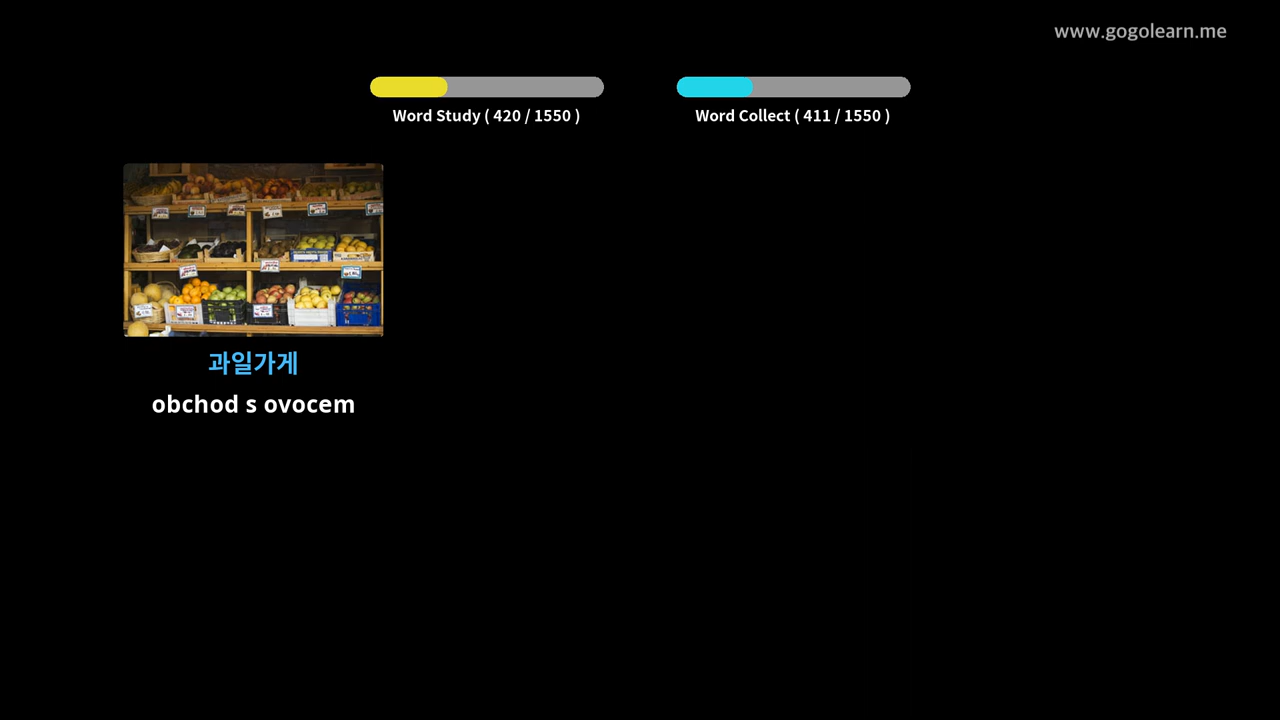 www.gogolearn.me
Word Study ( 420 / 1550 )
Word Collect ( 411 / 1550 )
과일가게
obchod s ovocem